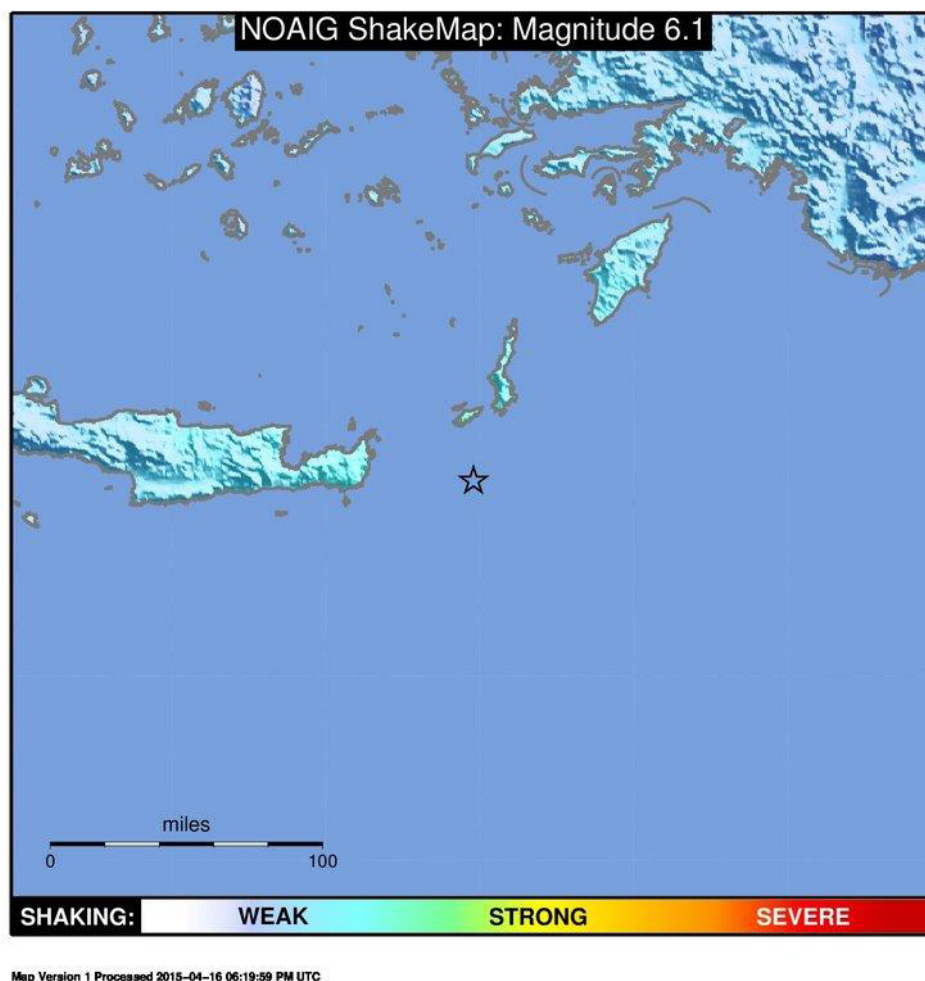 NOAIG ShakeMap: Magnitude 6.1
miles
0 100
SHAKING: WEAK STRONG SEVERE
Map Version 1 Processed 2015-04-16 06:19:59 PM UTC